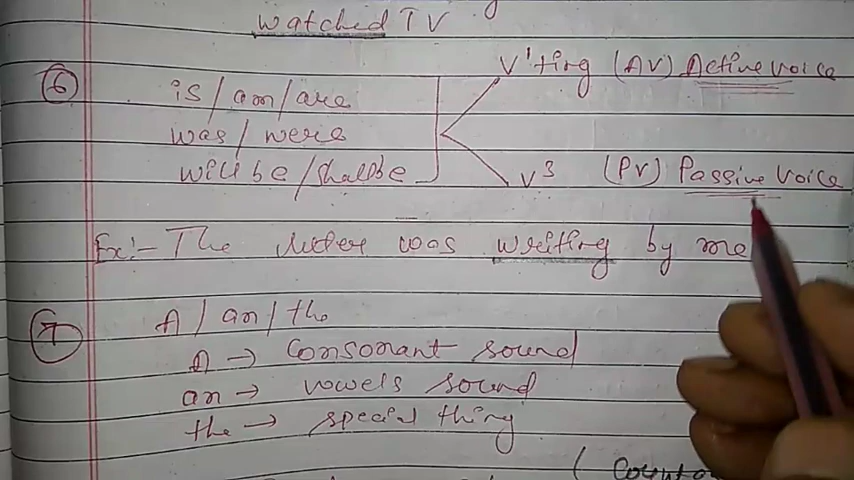 watched TV
6 is/am/are V¹+ing (AV) Active voice
was/were
will be/shall be V³ (PV) Passive voice
Ex:- The letter was writing by me
7 A/an/the
A → Consonant sound
an → vowels sound
the → special thing